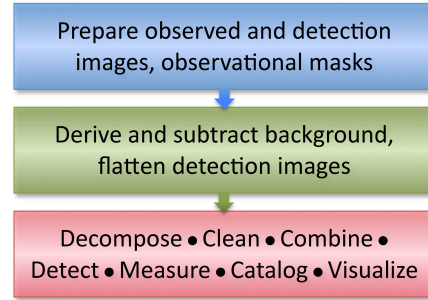 Prepare observed and detection
images, observational masks
Derive and subtract background,
flatten detection images
Decompose • Clean • Combine •
Detect • Measure • Catalog • Visualize